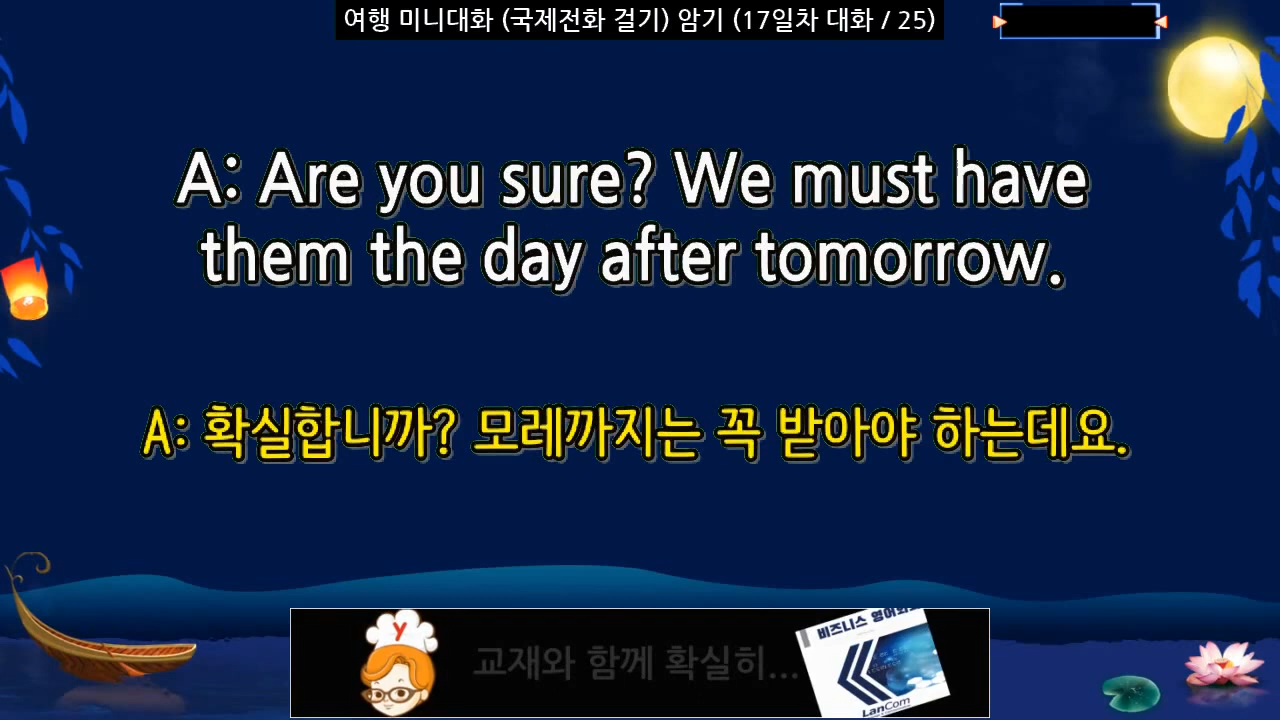 여행 미니대화 (국제전화 걸기) 암기 (17일차 대화 / 25)
A: Are you sure? We must have
them the day after tomorrow.
A: 확실합니까? 모레까지는 꼭 받아야 하는데요.
y
교재와 함께 확실히...
비즈니스 영어회화
LanCom